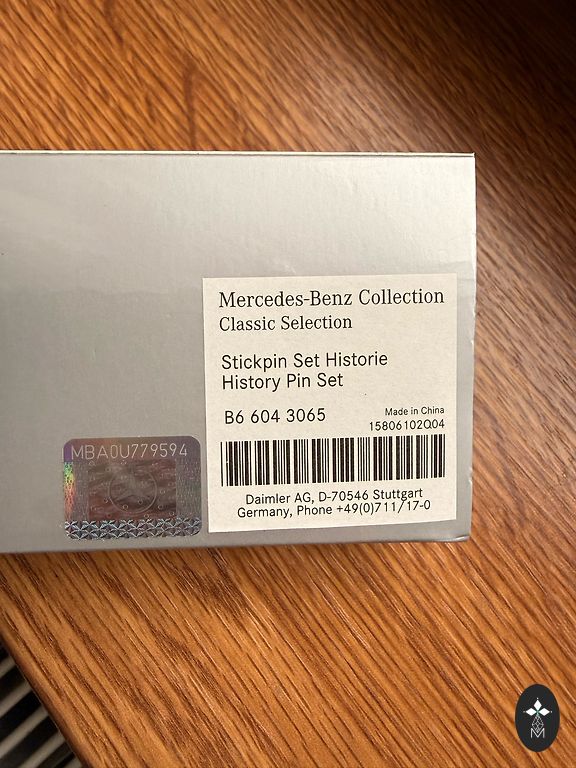 Mercedes-Benz Collection
Classic Selection
Stickpin Set Historie
History Pin Set
B6 604 3065
Made in China
15806102Q04
Daimler AG, D-70546 Stuttgart
Germany, Phone +49(0)711/17-0
MBA0U779594
M